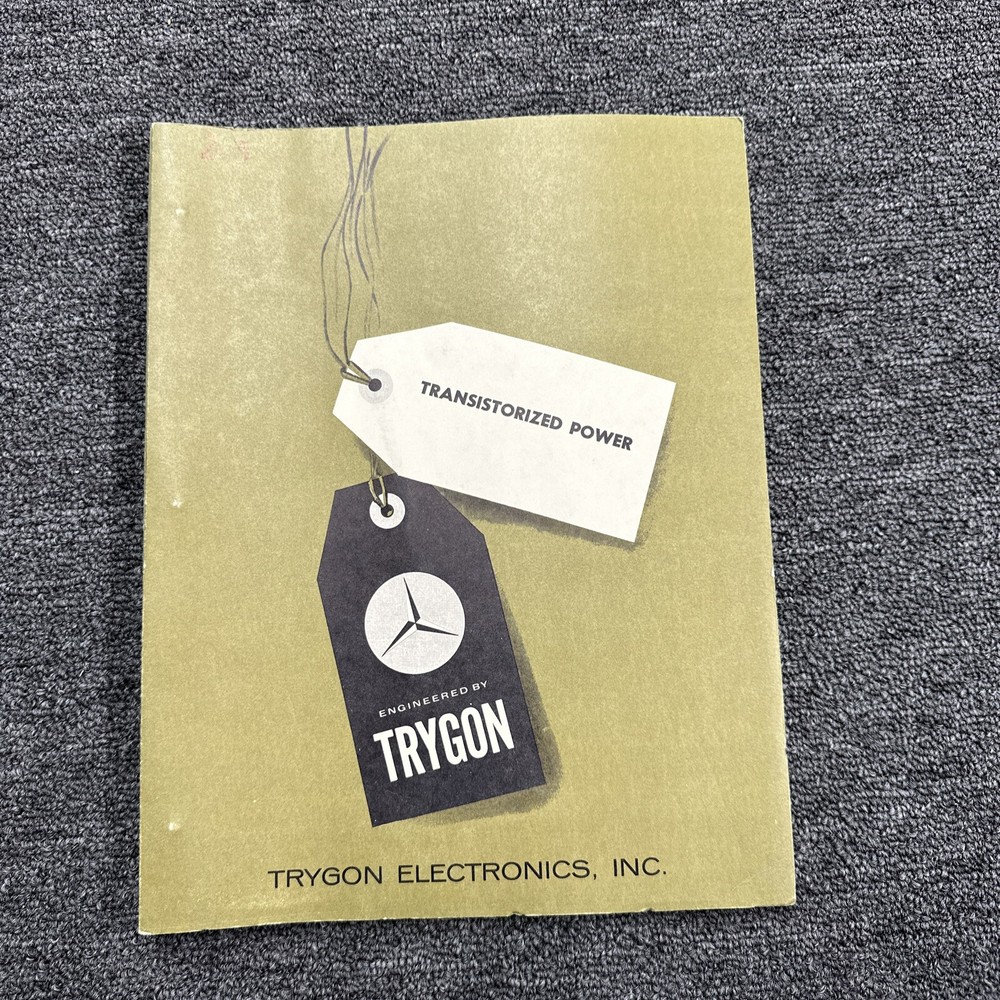 TRANSISTORIZED POWER
ENGINEERED BY
TRYGON
TRYGON ELECTRONICS, INC.